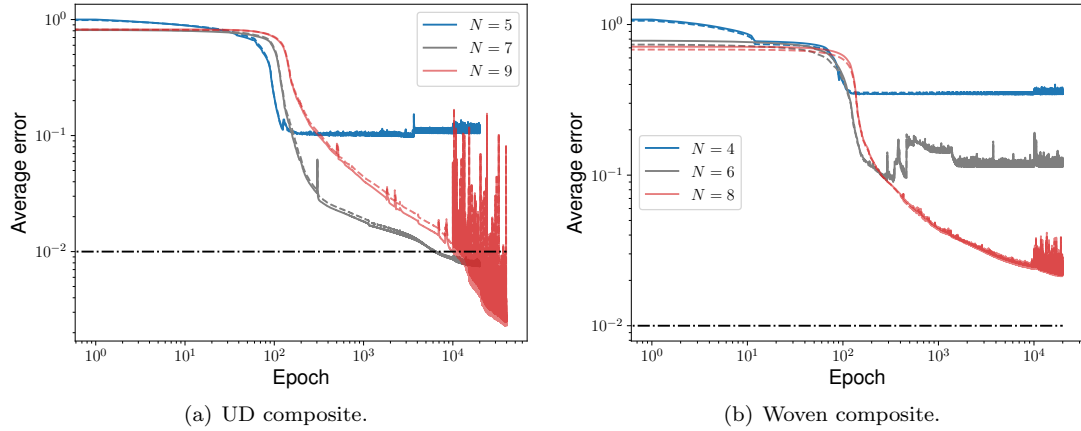 10^0
10^{-1}
10^{-2}
Average error
10^0
10^1
10^2
10^3
10^4
Epoch
N = 5
N = 7
N = 9
(a) UD composite.
10^0
10^{-1}
10^{-2}
Average error
10^0
10^1
10^2
10^3
10^4
Epoch
N = 4
N = 6
N = 8
(b) Woven composite.